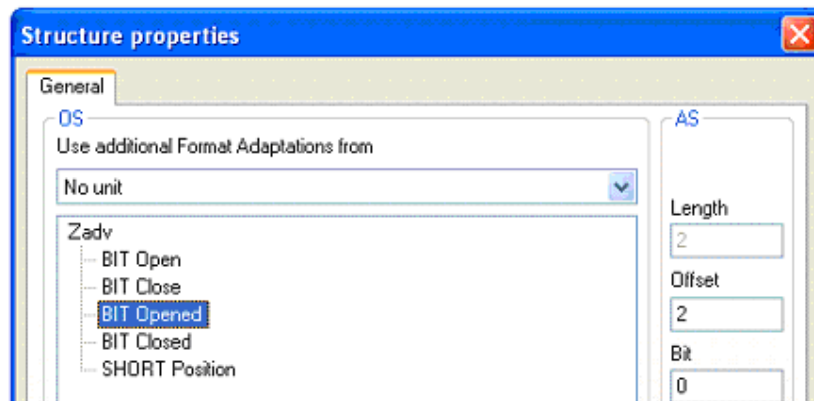 Structure properties
General
OS
Use additional Format Adaptations from
No unit
Zadv
BIT Open
BIT Close
BIT Opened
BIT Closed
SHORT Position
AS
Length
2
Offset
2
Bit
0